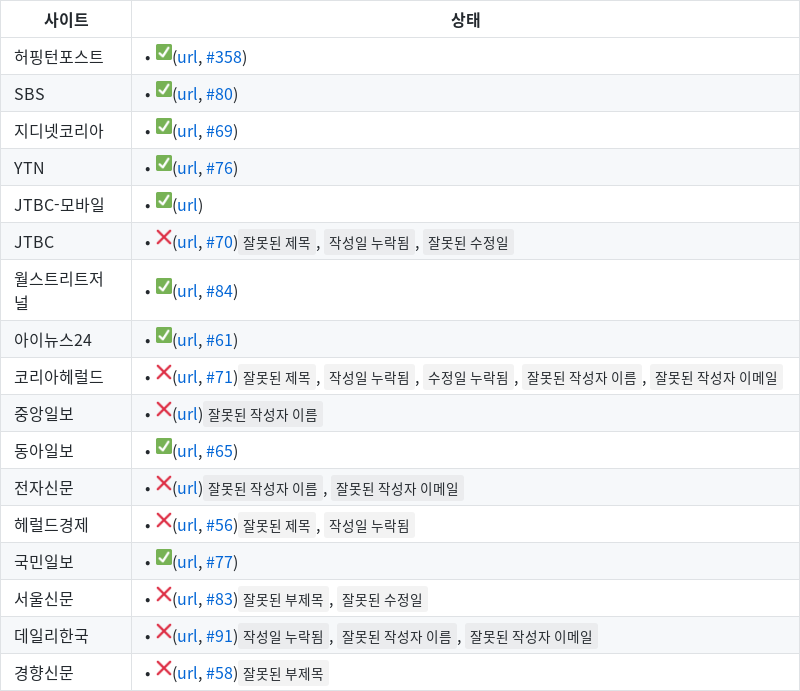 사이트 상태
허핑턴포스트 • ✅(url, #358)
SBS • ✅(url, #80)
지디넷코리아 • ✅(url, #69)
YTN • ✅(url, #76)
JTBC-모바일 • ✅(url)
JTBC • ❌(url, #70) 잘못된 제목 , 작성일 누락됨 , 잘못된 수정일
월스트리트저
널 • ✅(url, #84)
아이뉴스24 • ✅(url, #61)
코리아헤럴드 • ❌(url, #71) 잘못된 제목 , 작성일 누락됨 , 수정일 누락됨 , 잘못된 작성자 이름 , 잘못된 작성자 이메일
중앙일보 • ❌(url) 잘못된 작성자 이름
동아일보 • ✅(url, #65)
전자신문 • ❌(url) 잘못된 작성자 이름 , 잘못된 작성자 이메일
헤럴드경제 • ❌(url, #56) 잘못된 제목 , 작성일 누락됨
국민일보 • ✅(url, #77)
서울신문 • ❌(url, #83) 잘못된 부제목 , 잘못된 수정일
데일리한국 • ❌(url, #91) 작성일 누락됨 , 잘못된 작성자 이름 , 잘못된 작성자 이메일
경향신문 • ❌(url, #58) 잘못된 부제목